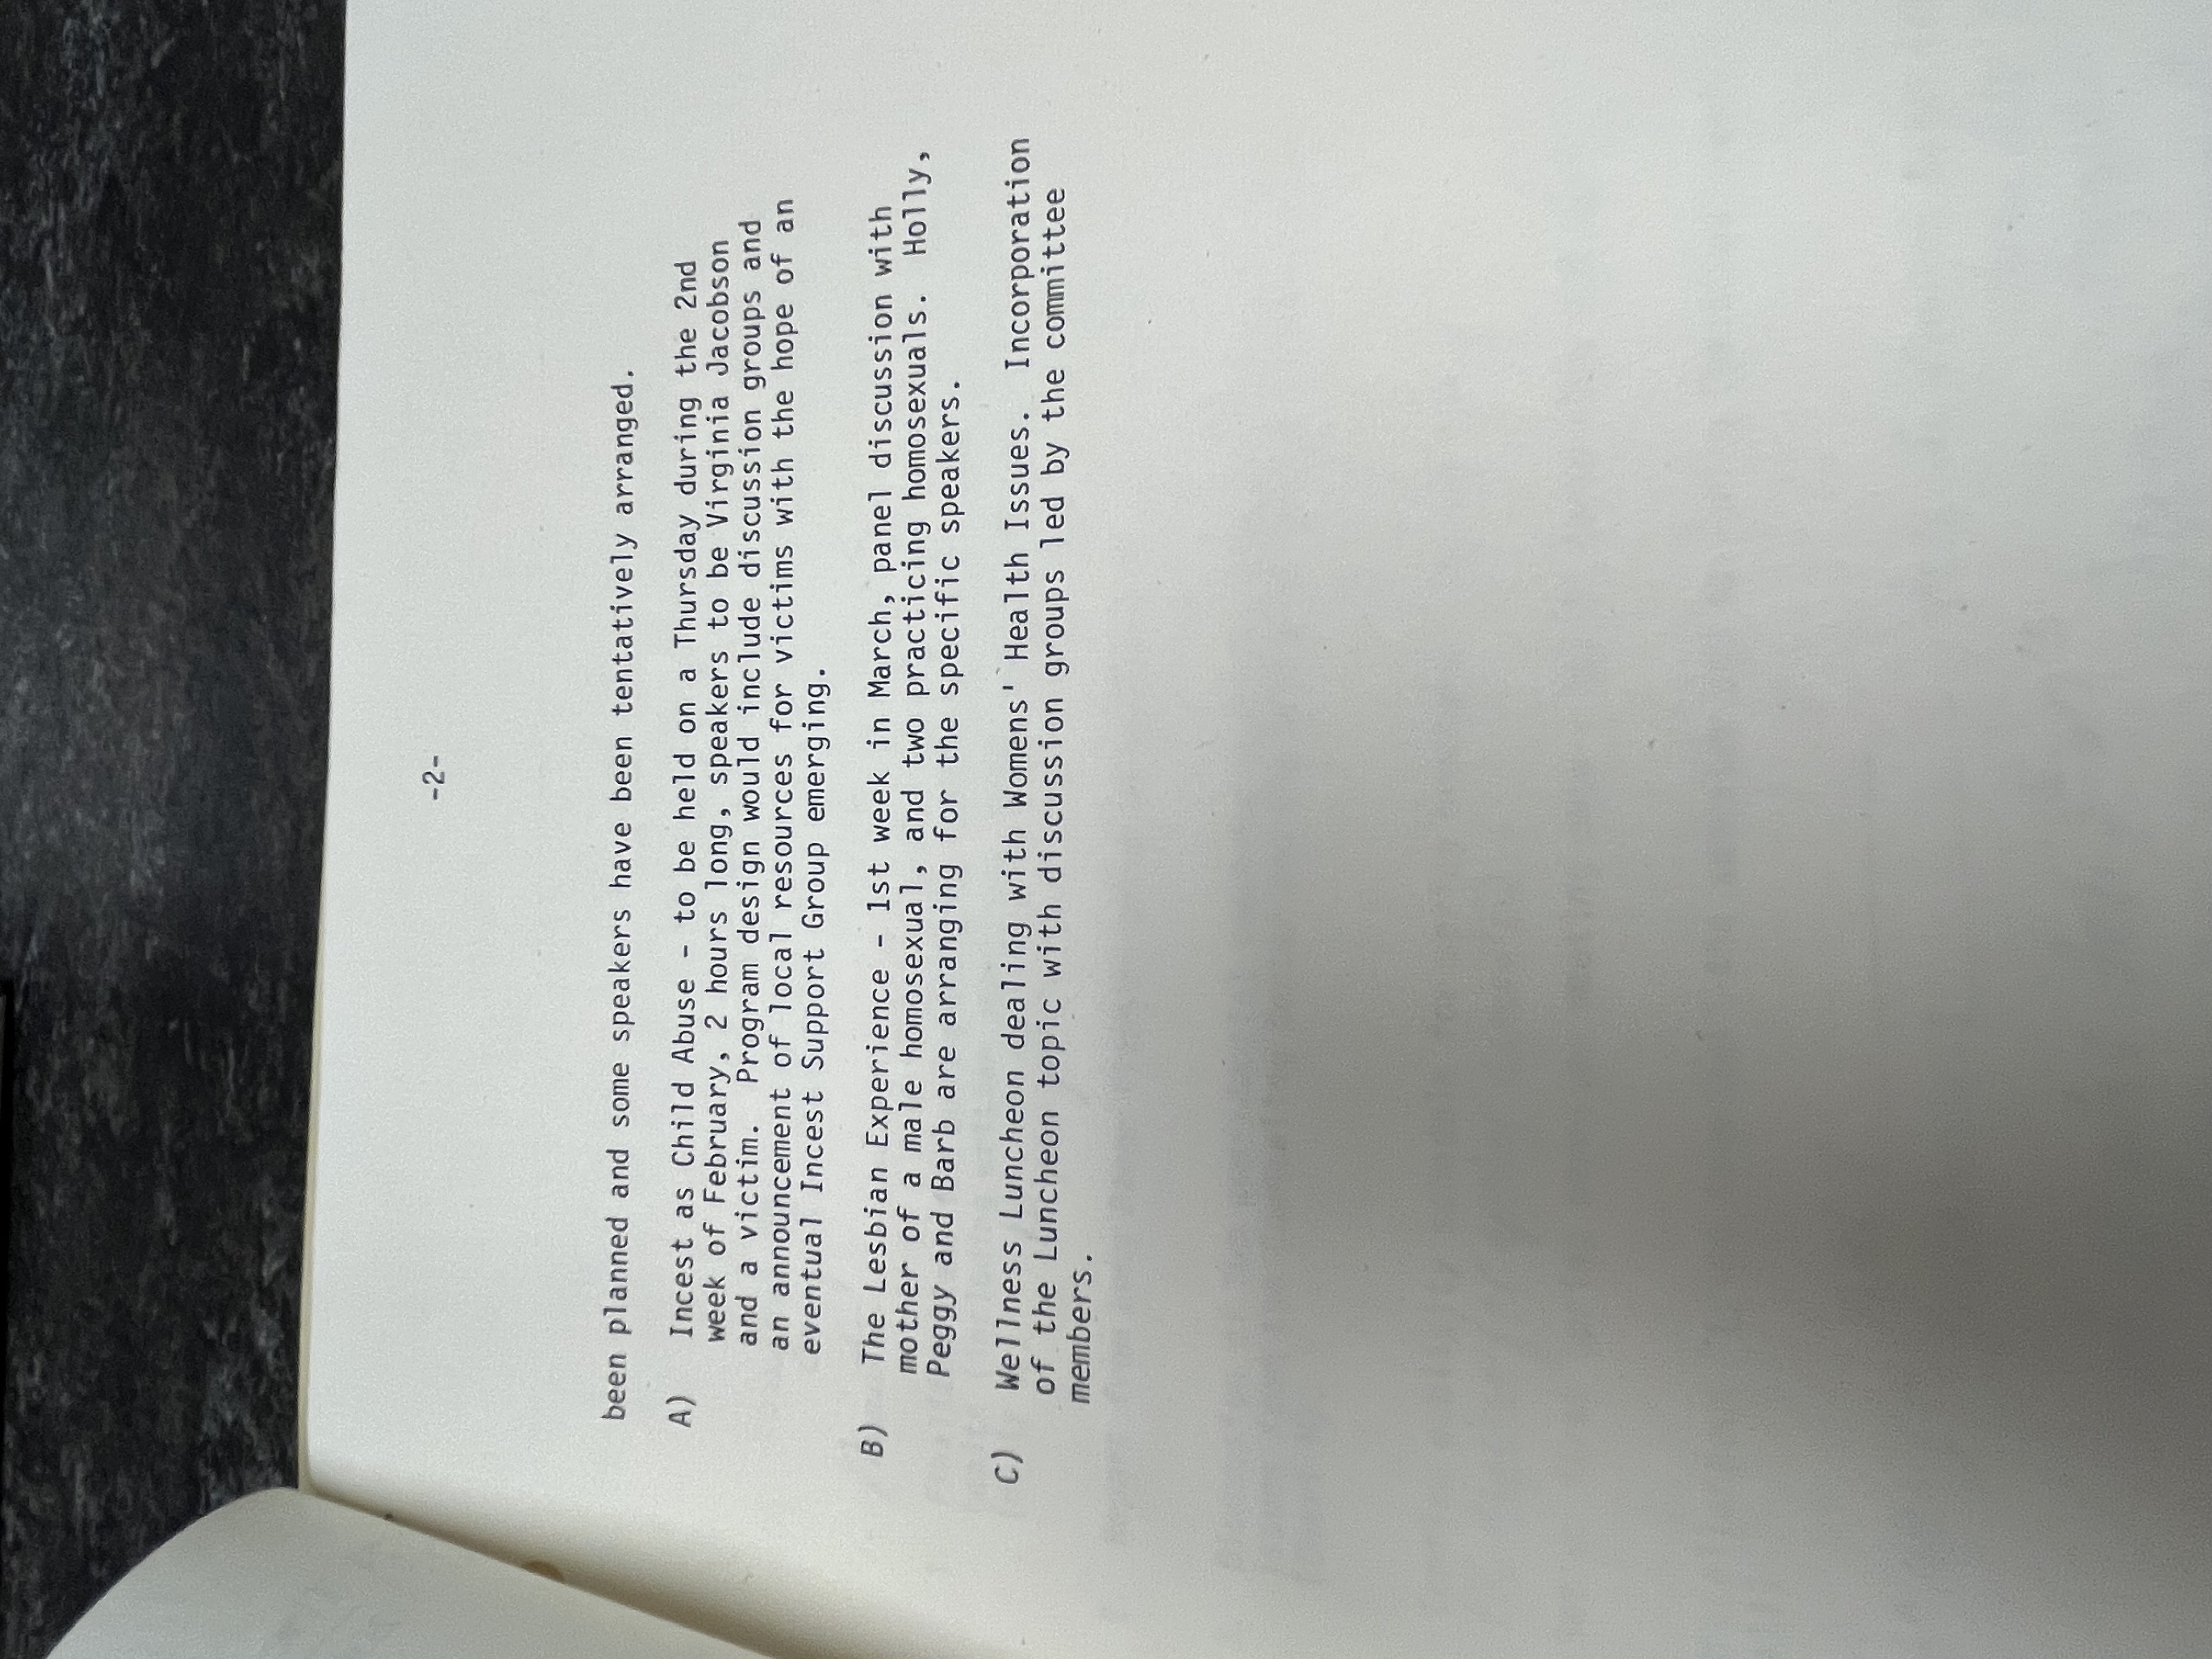 -2-
been planned and some speakers have been tentatively arranged.
A) Incest as Child Abuse - to be held on a Thursday during the 2nd
week of February, 2 hours long, speakers to be Virginia Jacobson
and a victim. Program design would include discussion groups and
an announcement of local resources for victims with the hope of an
eventual Incest Support Group emerging.
B) The Lesbian Experience - 1st week in March, panel discussion with
mother of a male homosexual, and two practicing homosexuals. Holly,
Peggy and Barb are arranging for the specific speakers.
C) Wellness Luncheon dealing with Womens' Health Issues. Incorporation
of the Luncheon topic with discussion groups led by the committee
members.